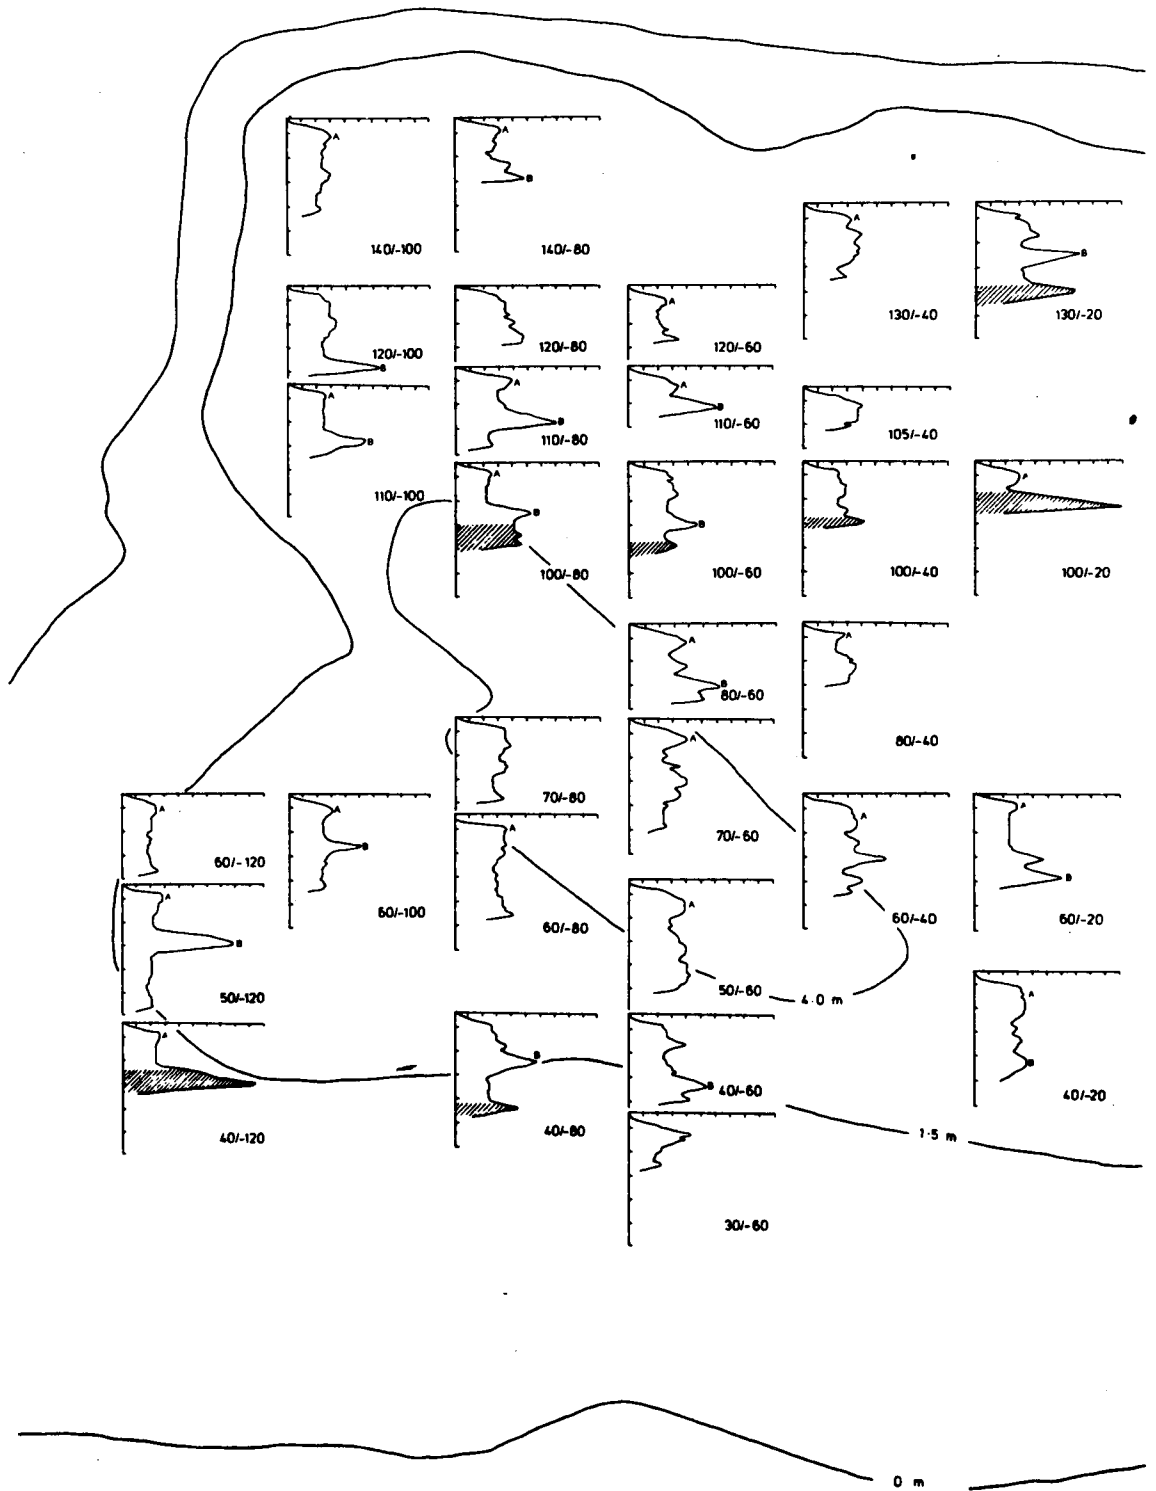 A
A
B
140/-100
140/-80
A
B
130/-40
130/-20
A
120/-100
B
120/-80
120/-60
A
B
110/-100
A
B
110/-80
A
B
110/-60
105/-40
A
B
100/-80
B
100/-60
100/-40
A
100/-20
A
B
80/-60
A
80/-40
70/-80
A
70/-60
A
60/-120
A
B
60/-100
A
60/-80
A
60/-40
A
B
60/-20
A
B
50/-120
A
50/-60
4.0 m
A
40/-120
B
40/-80
B
40/-60
A
B
40/-20
1.5 m
30/-60
0 m